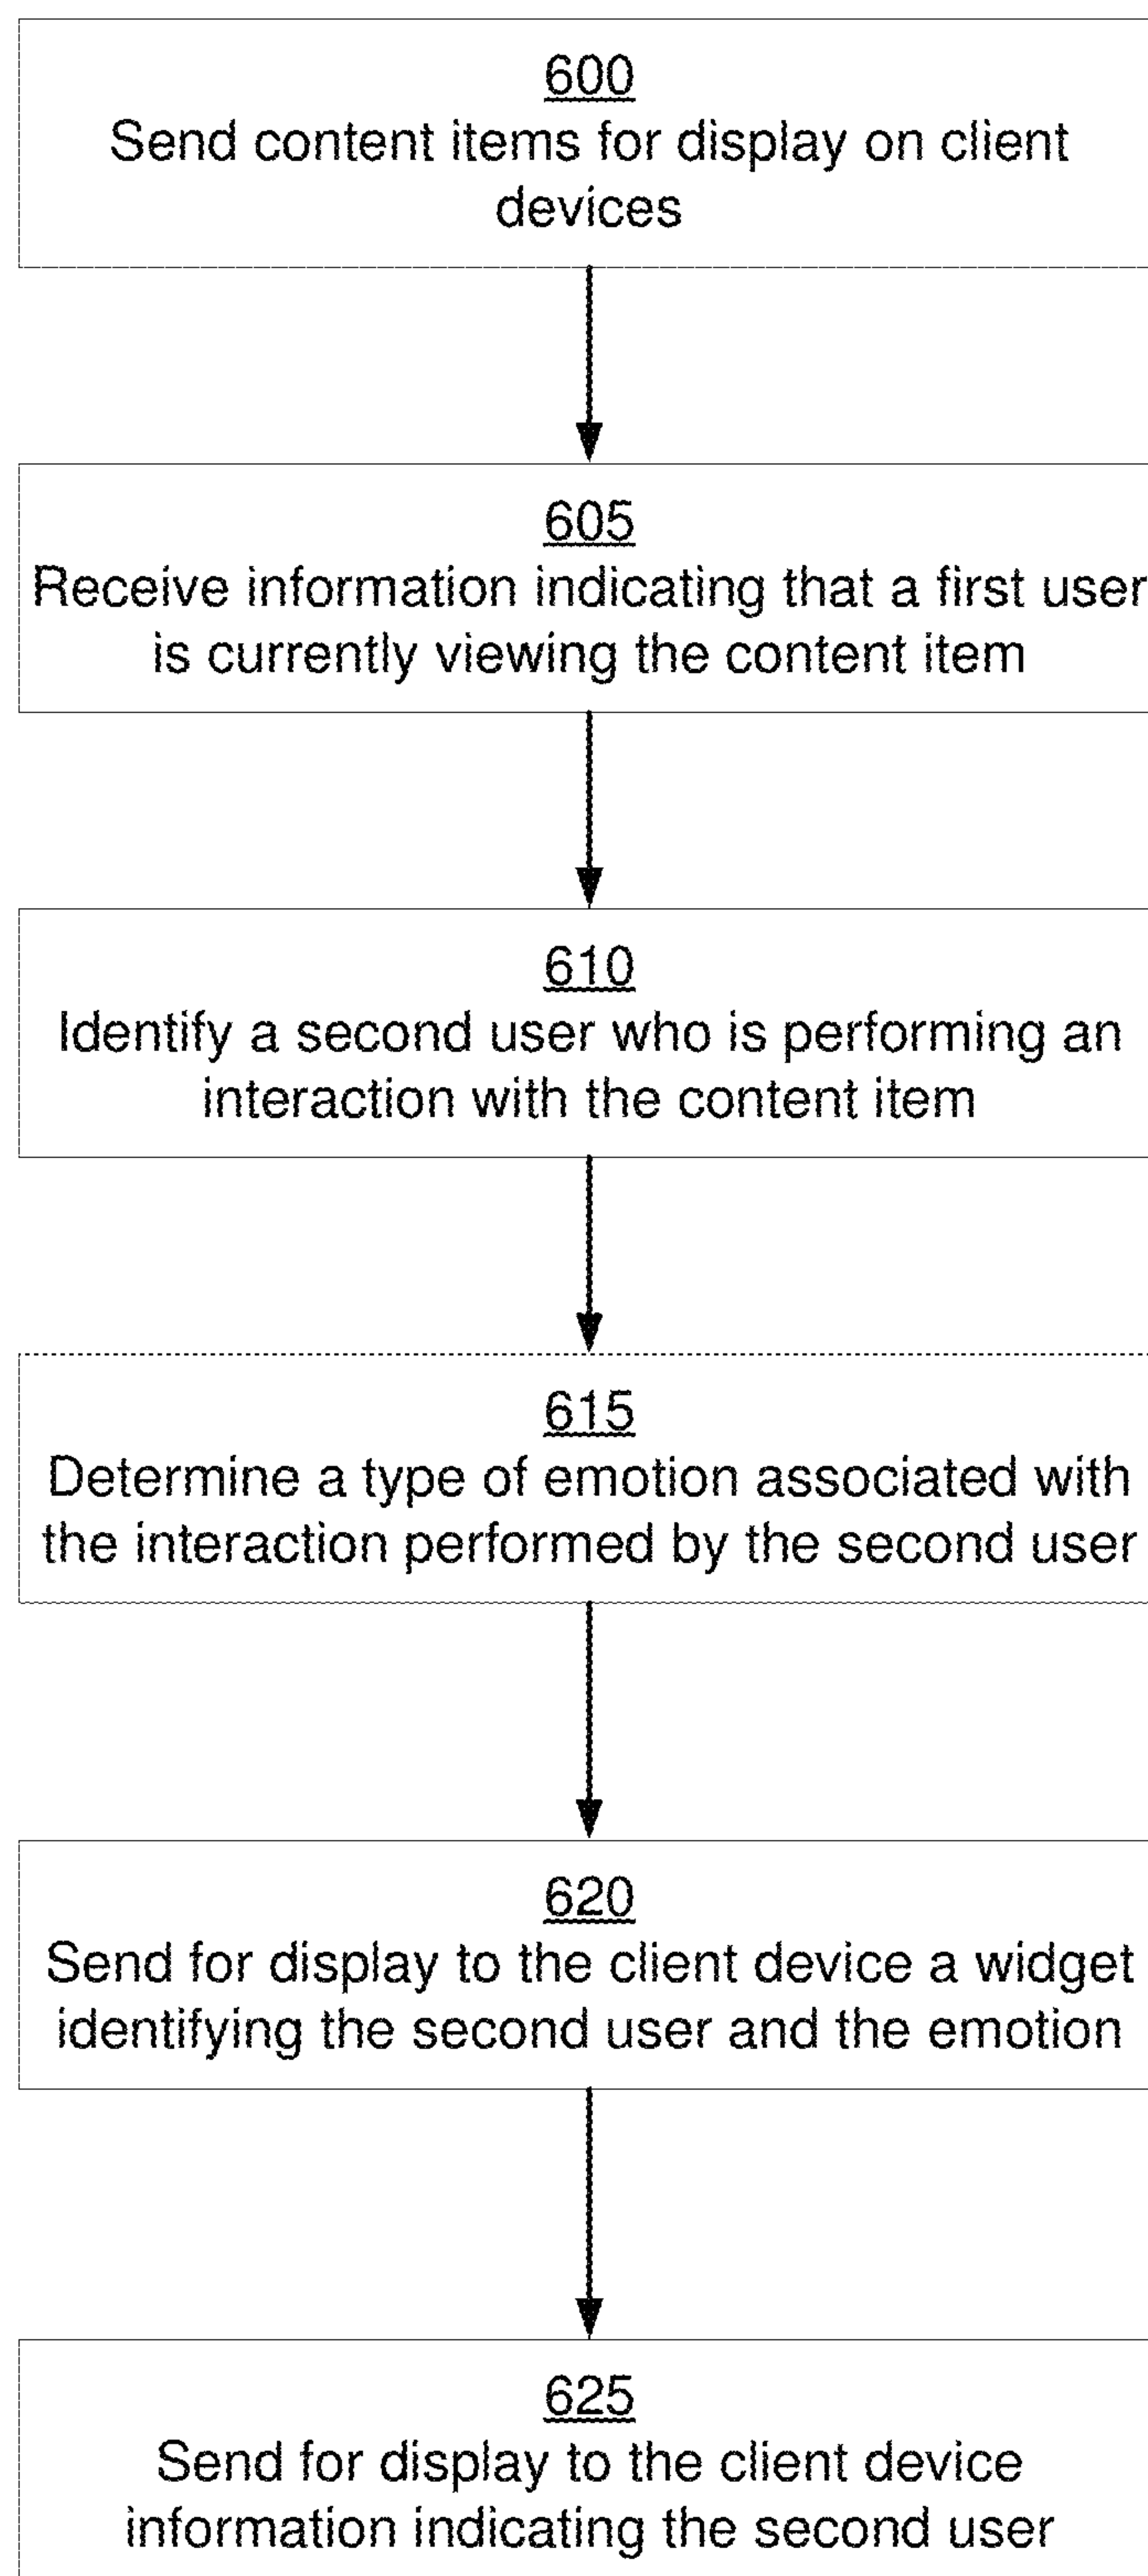 600
Send content items for display on client
devices
605
Receive information indicating that a first user
is currently viewing the content item
610
Identify a second user who is performing an
interaction with the content item
615
Determine a type of emotion associated with
the interaction performed by the second user
620
Send for display to the client device a widget
identifying the second user and the emotion
625
Send for display to the client device
information indicating the second user